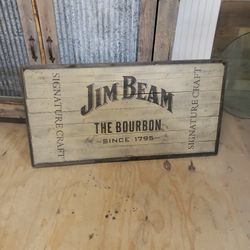 SIGNATURE CRAFT
JIM BEAM
THE BOURBON
SINCE 1795
SIGNATURE CRAFT